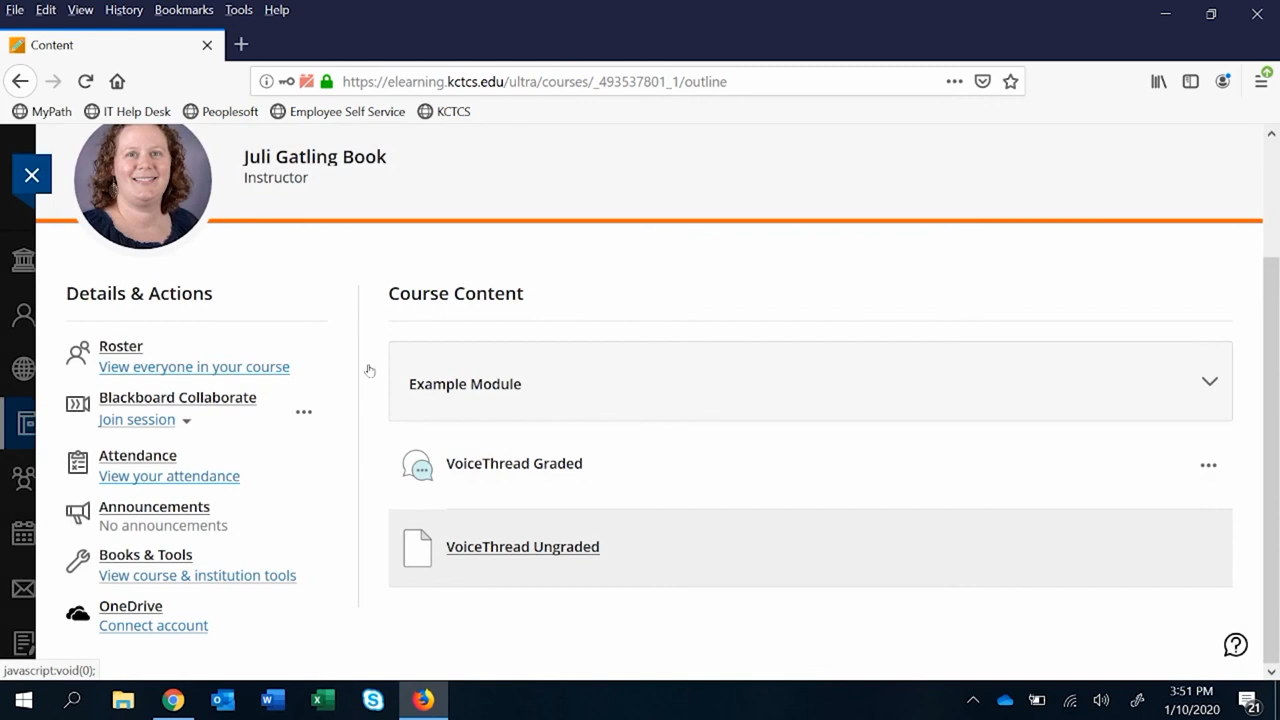 File Edit View History Bookmarks Tools Help
Content
https://elearning.kctcs.edu/ultra/courses/_493537801_1/outline
MyPath IT Help Desk Peoplesoft Employee Self Service KCTCS
Juli Gatling Book
Instructor
Details & Actions
Roster
View everyone in your course
Blackboard Collaborate
Join session
Attendance
View your attendance
Announcements
No announcements
Books & Tools
View course & institution tools
OneDrive
Connect account
Course Content
Example Module
VoiceThread Graded
VoiceThread Ungraded
javascript:void(0);
3:51 PM
1/10/2020
21